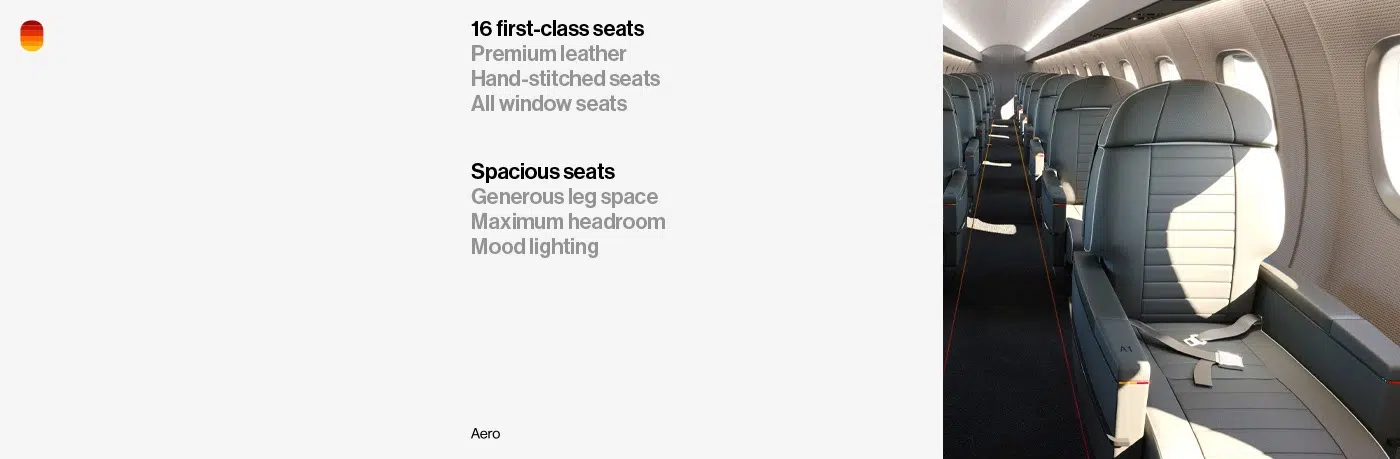 16 first-class seats
Premium leather
Hand-stitched seats
All window seats
Spacious seats
Generous leg space
Maximum headroom
Mood lighting
Aero
A1